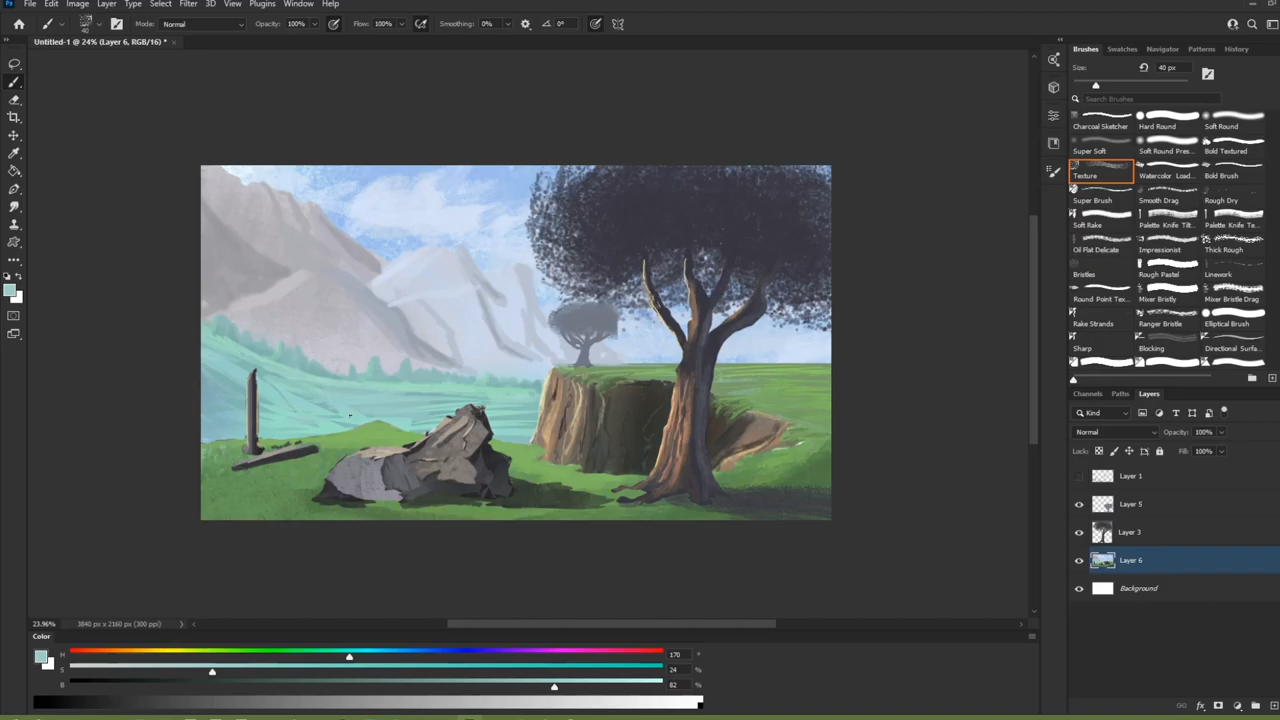 Ps File Edit Image Layer Type Select Filter 3D View Plugins Window Help
40 Mode: Normal Opacity: 100% Flow: 100% Smoothing: 0% 0°
Untitled-1 @ 24% (Layer 6, RGB/16) * ×
Brushes Swatches Navigator Patterns History
Size: 40 px
Search Brushes
Charcoal Sketcher Hard Round Soft Round
Super Soft Soft Round Pres... Bold Textured
Texture Watercolor Load... Bold Brush
Super Brush Smooth Drag Rough Dry
Soft Rake Palette Knife Tilt... Palette Knife Te...
Oil Flat Delicate Impressionist Thick Rough
Bristles Rough Pastel Linework
Round Point Tex... Mixer Bristly Mixer Bristle Drag
Rake Strands Ranger Bristle Elliptical Brush
Sharp Blocking Directional Surfa...
Channels Paths Layers
Kind
Normal Opacity: 100%
Lock: Fill: 100%
Layer 1
Layer 5
Layer 3
Layer 6
Background
23.96% 3840 px x 2160 px (300 ppi)
Color
H 170 °
S 24 %
B 82 %
fx